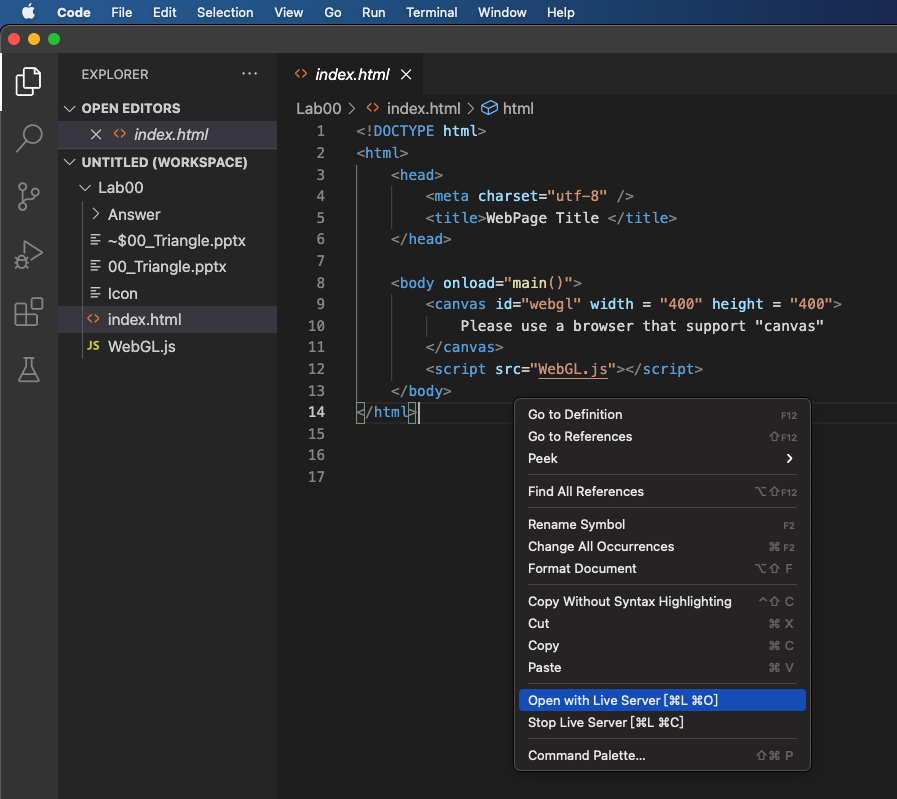 Code File Edit Selection View Go Run Terminal Window Help
EXPLORER ···
OPEN EDITORS
index.html
UNTITLED (WORKSPACE)
Lab00
Answer
~$00_Triangle.pptx
00_Triangle.pptx
Icon
index.html
JS WebGL.js
index.html
Lab00 > index.html > html
1 <!DOCTYPE html>
2 <html>
3 <head>
4 <meta charset="utf-8" />
5 <title>WebPage Title </title>
6 </head>
7
8 <body onload="main()">
9 <canvas id="webgl" width = "400" height = "400">
10 Please use a browser that support "canvas"
11 </canvas>
12 <script src="WebGL.js"></script>
13 </body>
14 </html>
15
16
17
Go to Definition F12
Go to References ⇧F12
Peek
Find All References ⌥⇧F12
Rename Symbol F2
Change All Occurrences ⌘F2
Format Document ⌥⇧ F
Copy Without Syntax Highlighting ^⇧ C
Cut ⌘ X
Copy ⌘ C
Paste ⌘ V
Open with Live Server [⌘L ⌘O]
Stop Live Server [⌘L ⌘C]
Command Palette... ⇧⌘ P